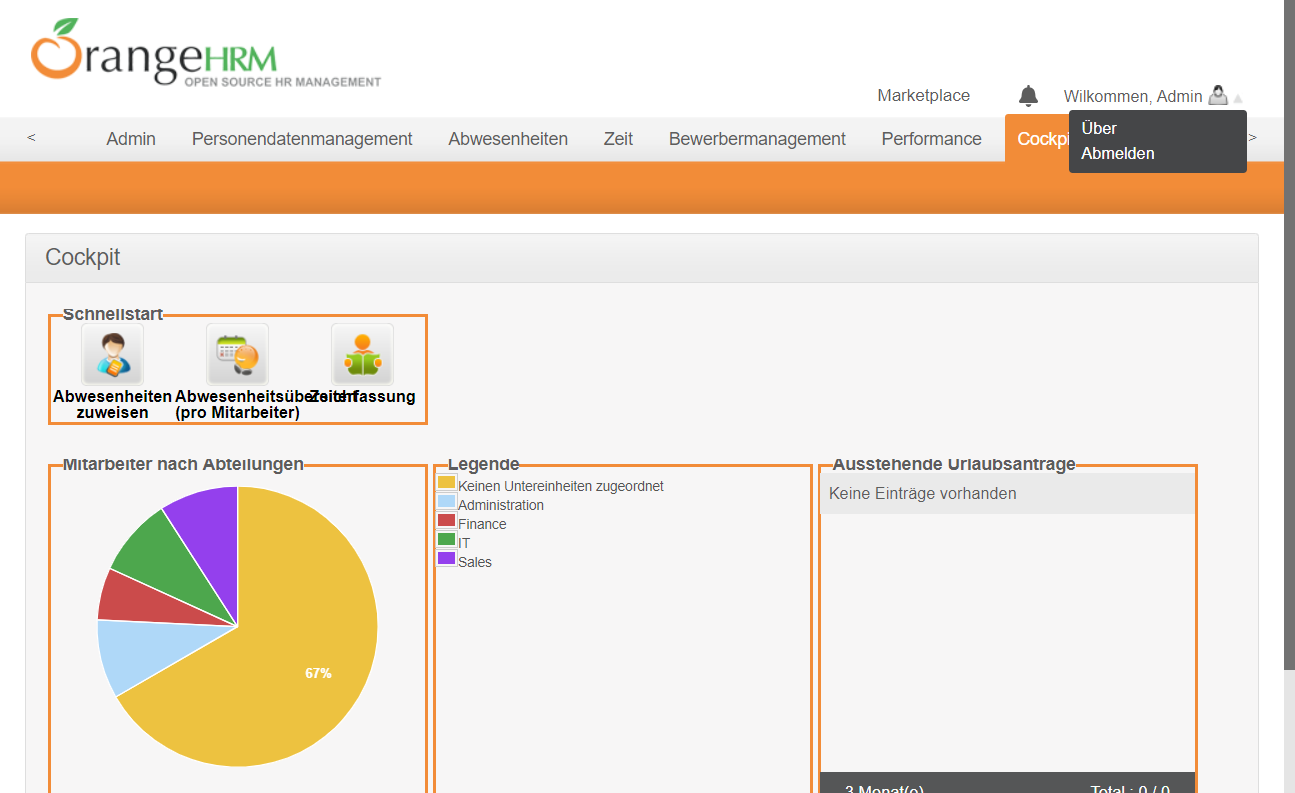 OrangeHRM
OPEN SOURCE HR MANAGEMENT
Marketplace
Wilkommen, Admin
< Admin Personendatenmanagement Abwesenheiten Zeit Bewerbermanagement Performance Cockpi >
Über
Abmelden
Cockpit
Schnellstart
Abwesenheiten zuweisen
Abwesenheitsübersicht (pro Mitarbeiter)
Zeiterfassung
Mitarbeiter nach Abteilungen
67%
Legende
Keinen Untereinheiten zugeordnet
Administration
Finance
IT
Sales
Ausstehende Urlaubsanträge
Keine Einträge vorhanden
3 Monat(e) Total : 0 / 0